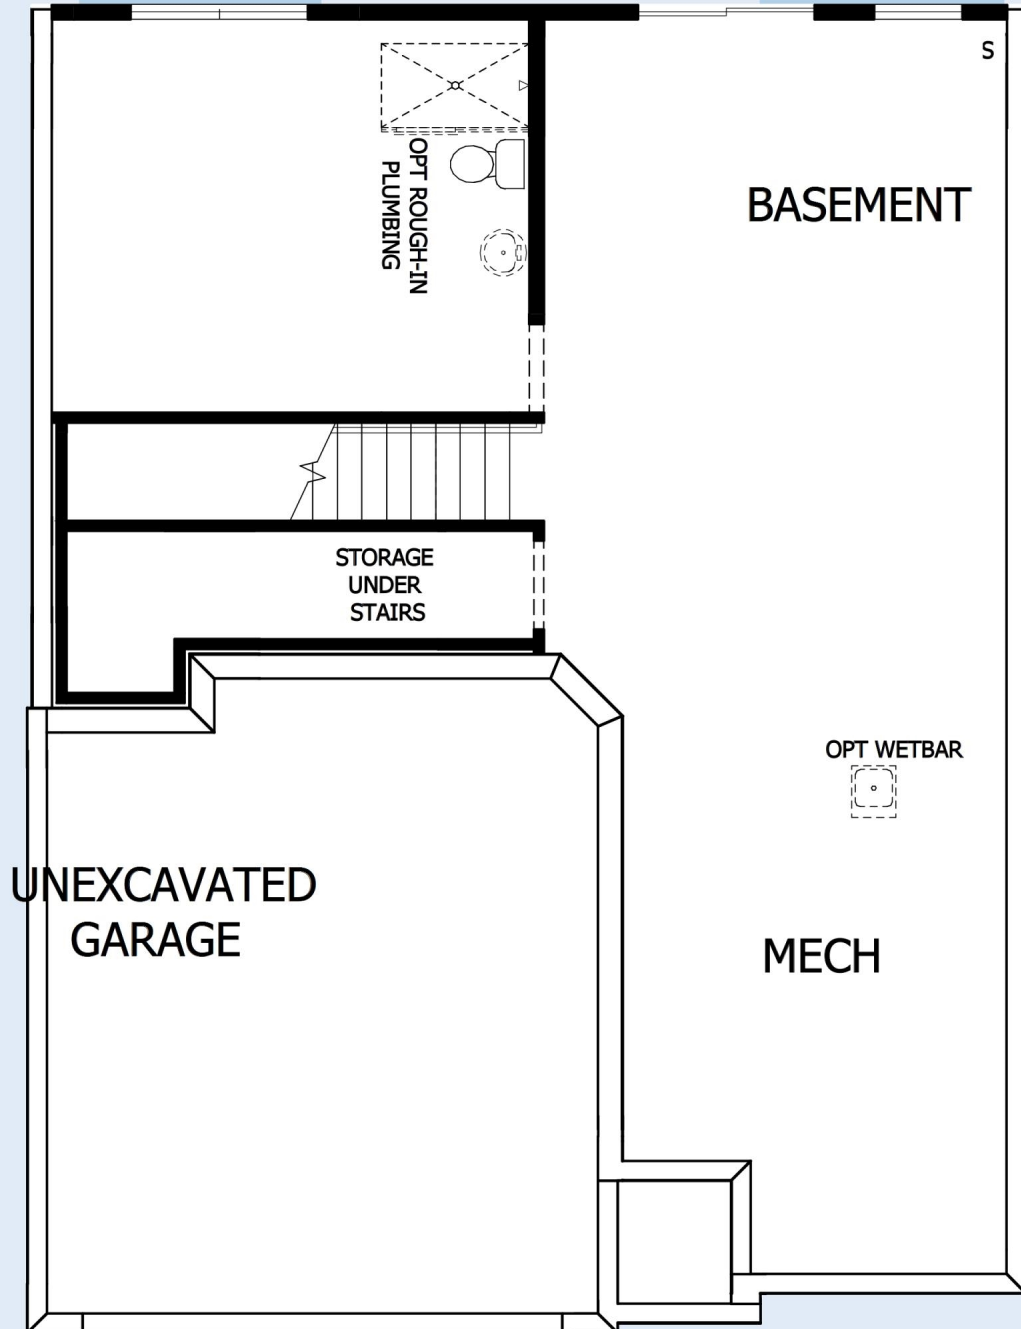 S
BASEMENT
OPT ROUGH-IN
PLUMBING
STORAGE
UNDER
STAIRS
OPT WETBAR
UNEXCAVATED
GARAGE
MECH